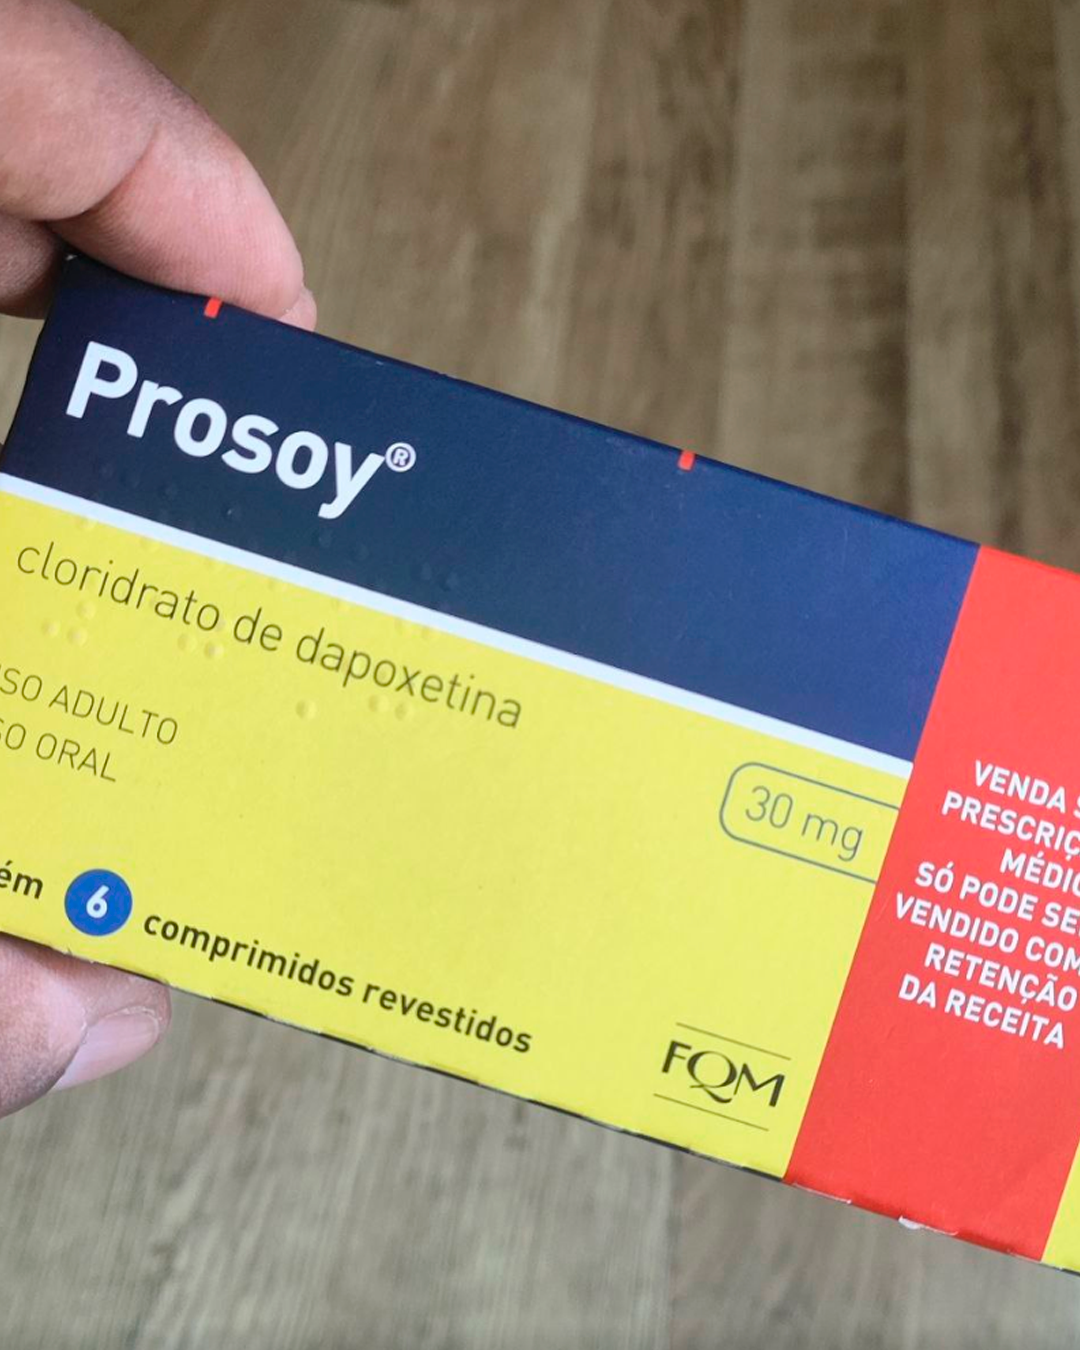 Prosoy®
cloridrato de dapoxetina
SO ADULTO
SO ORAL
30 mg
ém 6 comprimidos revestidos
FQM
VENDA S
PRESCRIÇ
MÉDIC
SÓ PODE SE
VENDIDO COM
RETENÇÃO
DA RECEITA